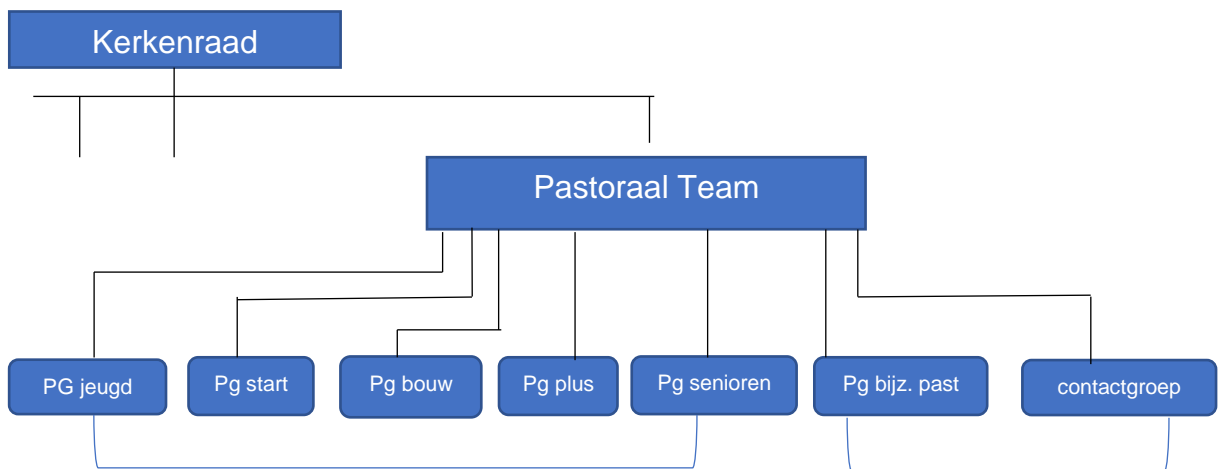 Kerkenraad
Pastoraal Team
PG jeugd
Pg start
Pg bouw
Pg plus
Pg senioren
Pg bijz. past
contactgroep